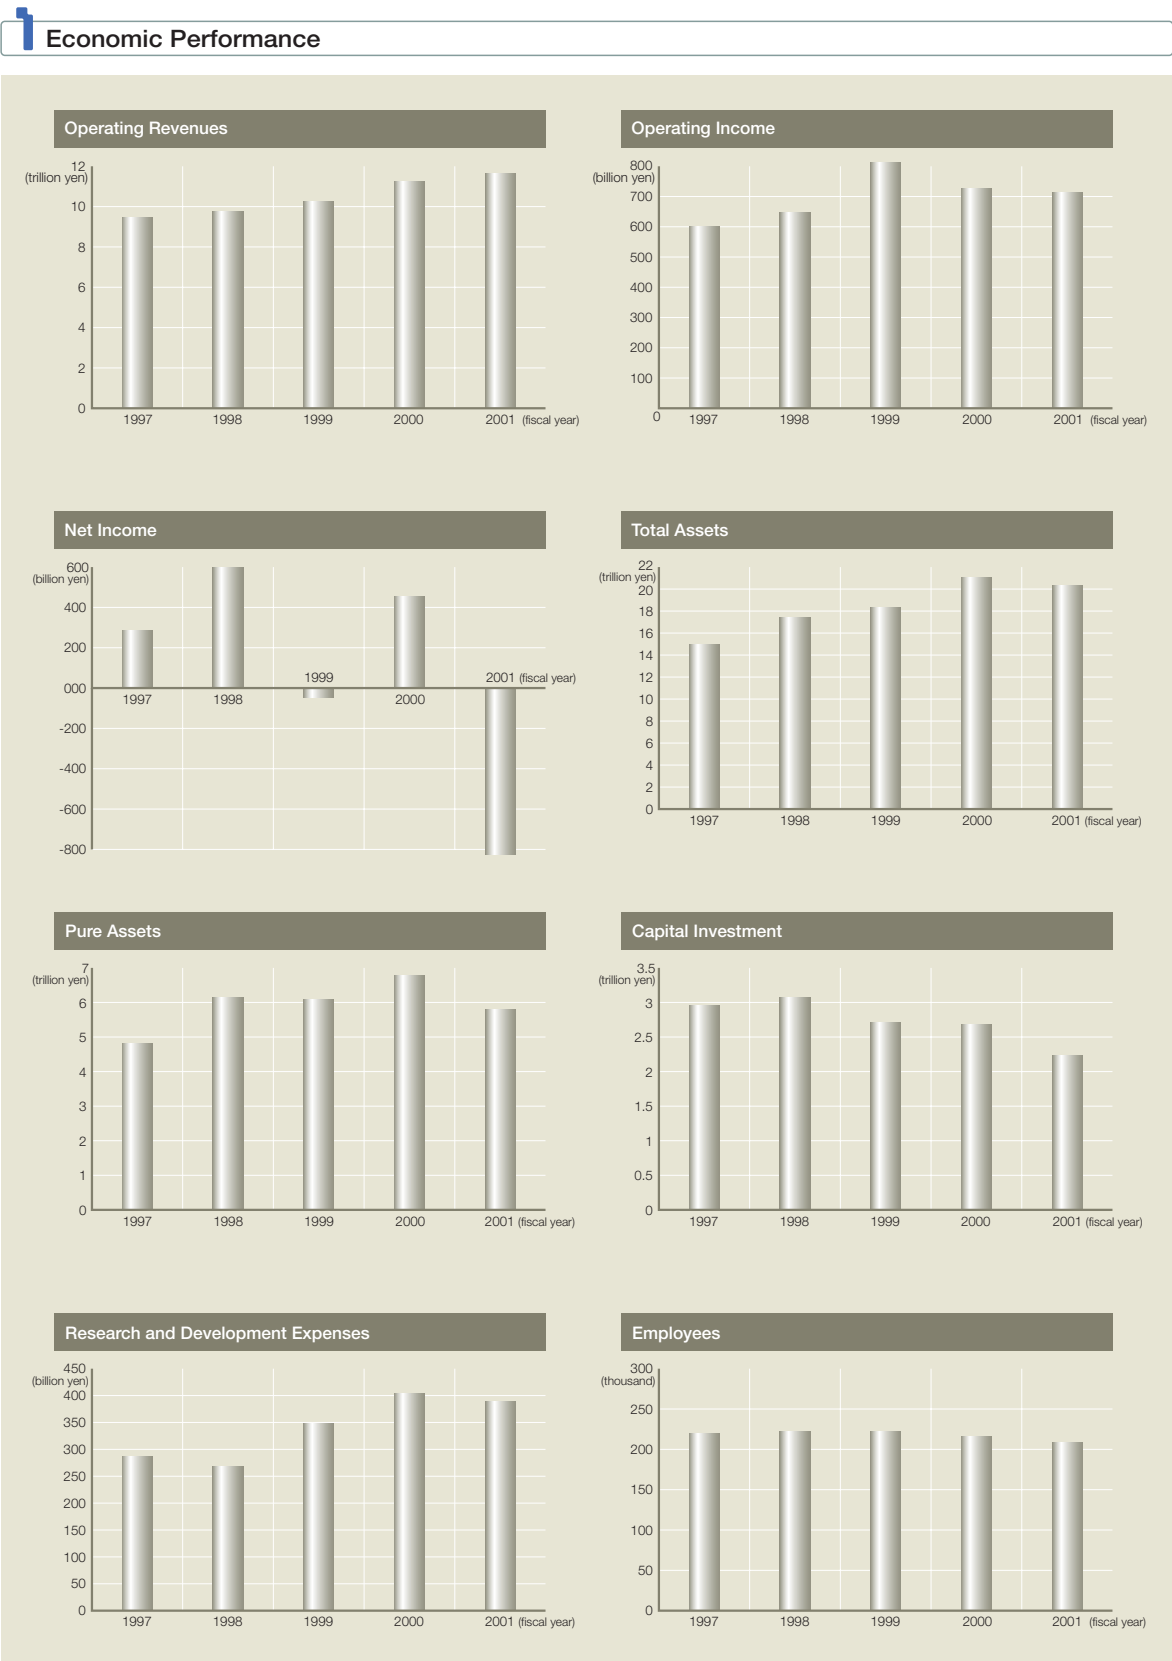 1 Economic Performance
Operating Revenues
12
(trillion yen)
10
8
6
4
2
0
1997 1998 1999 2000 2001 (fiscal year)
Operating Income
800
(billion yen)
700
600
500
400
300
200
100
0
1997 1998 1999 2000 2001 (fiscal year)
Net Income
600
(billion yen)
400
200
1999 2001 (fiscal year)
000
1997 1998 2000
-200
-400
-600
-800
Total Assets
22
(trillion yen)
20
18
16
14
12
10
8
6
4
2
0
1997 1998 1999 2000 2001 (fiscal year)
Pure Assets
7
(trillion yen)
6
5
4
3
2
1
0
1997 1998 1999 2000 2001 (fiscal year)
Capital Investment
3.5
(trillion yen)
3
2.5
2
1.5
1
0.5
0
1997 1998 1999 2000 2001 (fiscal year)
Research and Development Expenses
450
(billion yen)
400
350
300
250
200
150
100
50
0
1997 1998 1999 2000 2001 (fiscal year)
Employees
300
(thousand)
250
200
150
100
50
0
1997 1998 1999 2000 2001 (fiscal year)